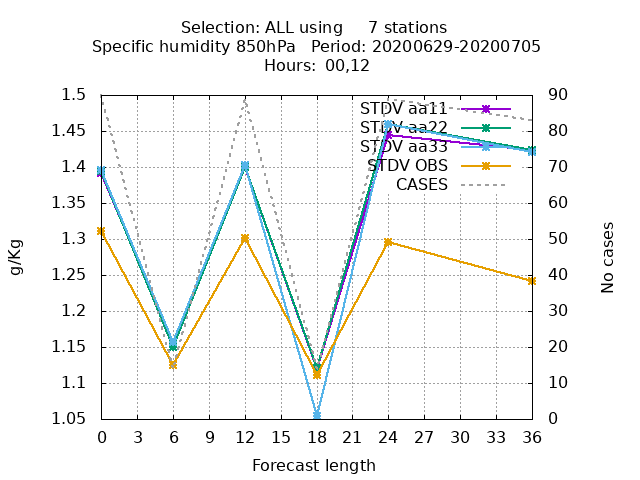 Selection: ALL using 7 stations
Specific humidity 850hPa Period: 20200629-20200705
Hours: 00,12
1.5 90
STDV aa11
1.45 80
STDV aa22
STDV aa33
1.4 70
STDV OBS
CASES
1.35 60
1.3 50
g/Kg
No cases
1.25 40
1.2 30
1.15 20
1.1 10
1.05 0
0 3 6 9 12 15 18 21 24 27 30 33 36
Forecast length